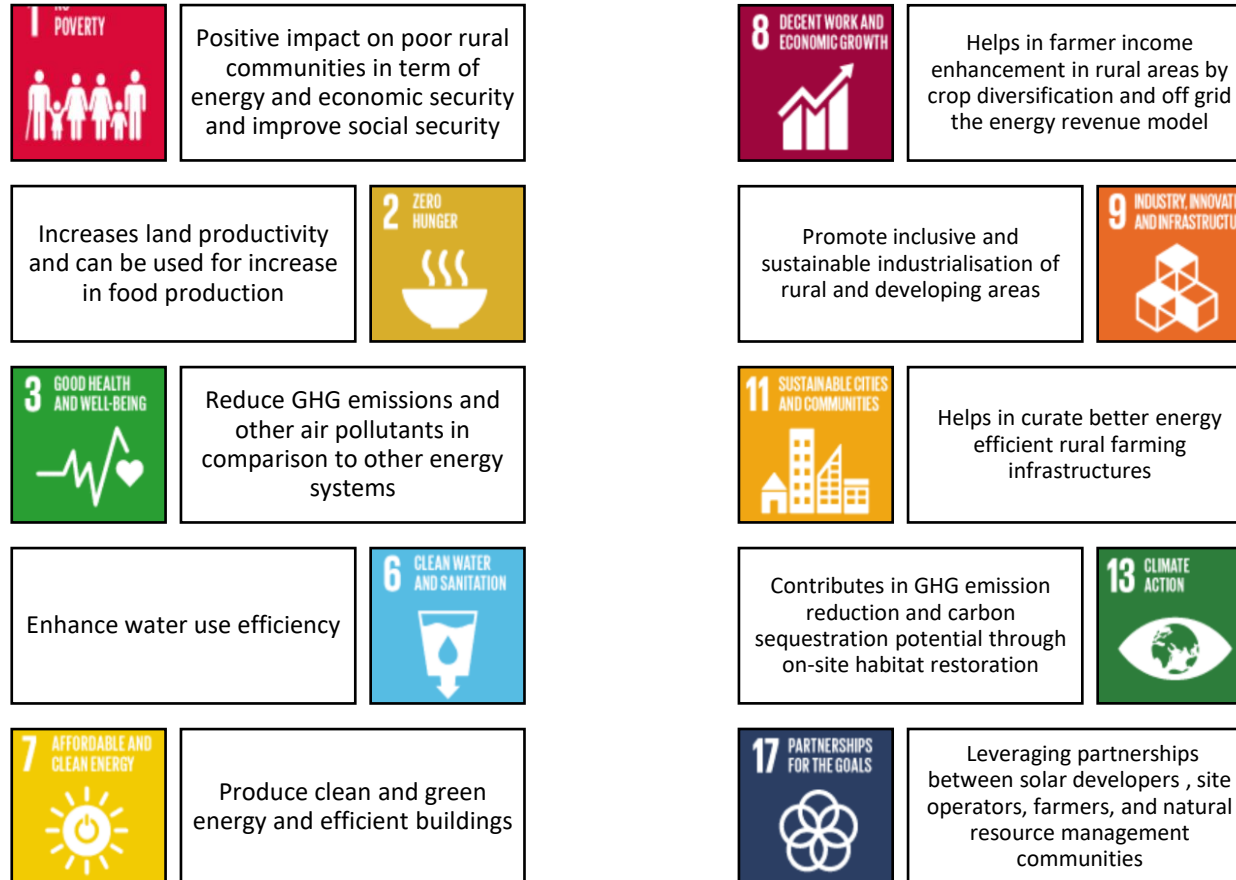 1
POVERTY
Positive impact on poor rural
communities in term of
energy and economic security
and improve social security
Increases land productivity
and can be used for increase
in food production
2
ZERO
HUNGER
3
GOOD HEALTH
AND WELL-BEING
Reduce GHG emissions and
other air pollutants in
comparison to other energy
systems
Enhance water use efficiency
6
CLEAN WATER
AND SANITATION
7
AFFORDABLE AND
CLEAN ENERGY
Produce clean and green
energy and efficient buildings
8
DECENT WORK AND
ECONOMIC GROWTH
Helps in farmer income
enhancement in rural areas by
crop diversification and off grid
the energy revenue model
Promote inclusive and
sustainable industrialisation of
rural and developing areas
9
INDUSTRY,
AND
11
SUSTAINABLE CITIES
AND COMMUNITIES
Helps in curate better energy
efficient rural farming
infrastructures
Contributes in GHG emission
reduction and carbon
sequestration potential through
on-site habitat restoration
13
CLIMATE
ACTION
17
PARTNERSHIPS
FOR THE GOALS
Leveraging partnerships
between solar developers , site
operators, farmers, and natural
resource management
communities